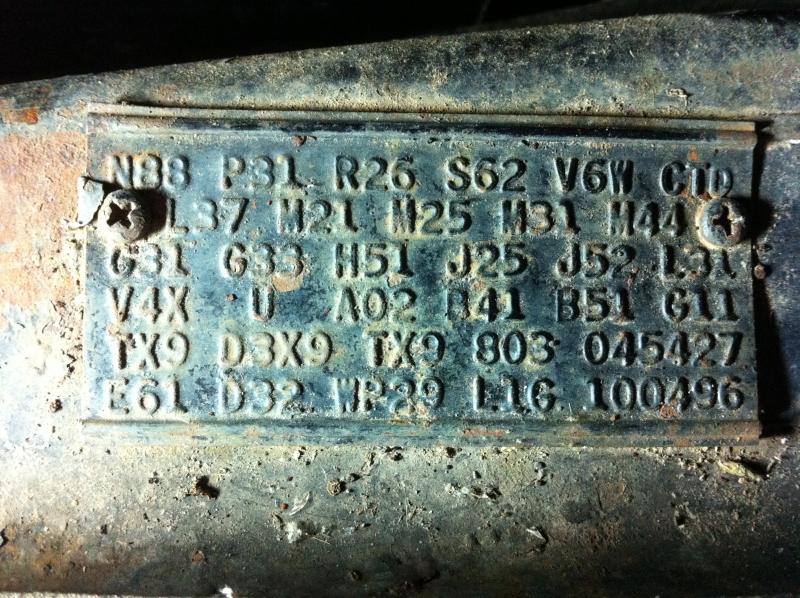 N88 P31 R26 S62 V6W CTD
L37 M21 M25 M31 M44
G31 G33 H51 J25 J52 L31
V4X U A02 B41 B51 G11
TX9 D3X9 TX9 803 045427
E61 D32 WP29 L1G 100496